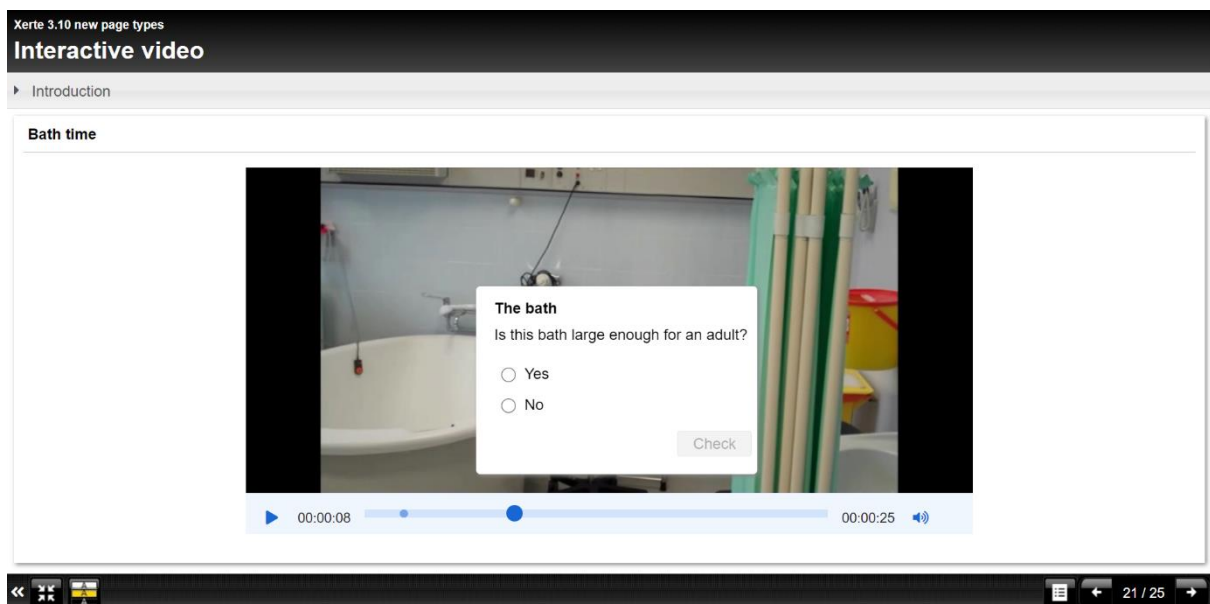 Xerte 3.10 new page types
Interactive video
Introduction
Bath time
The bath
Is this bath large enough for an adult?
Yes
No
Check
00:00:08
00:00:25
21 / 25